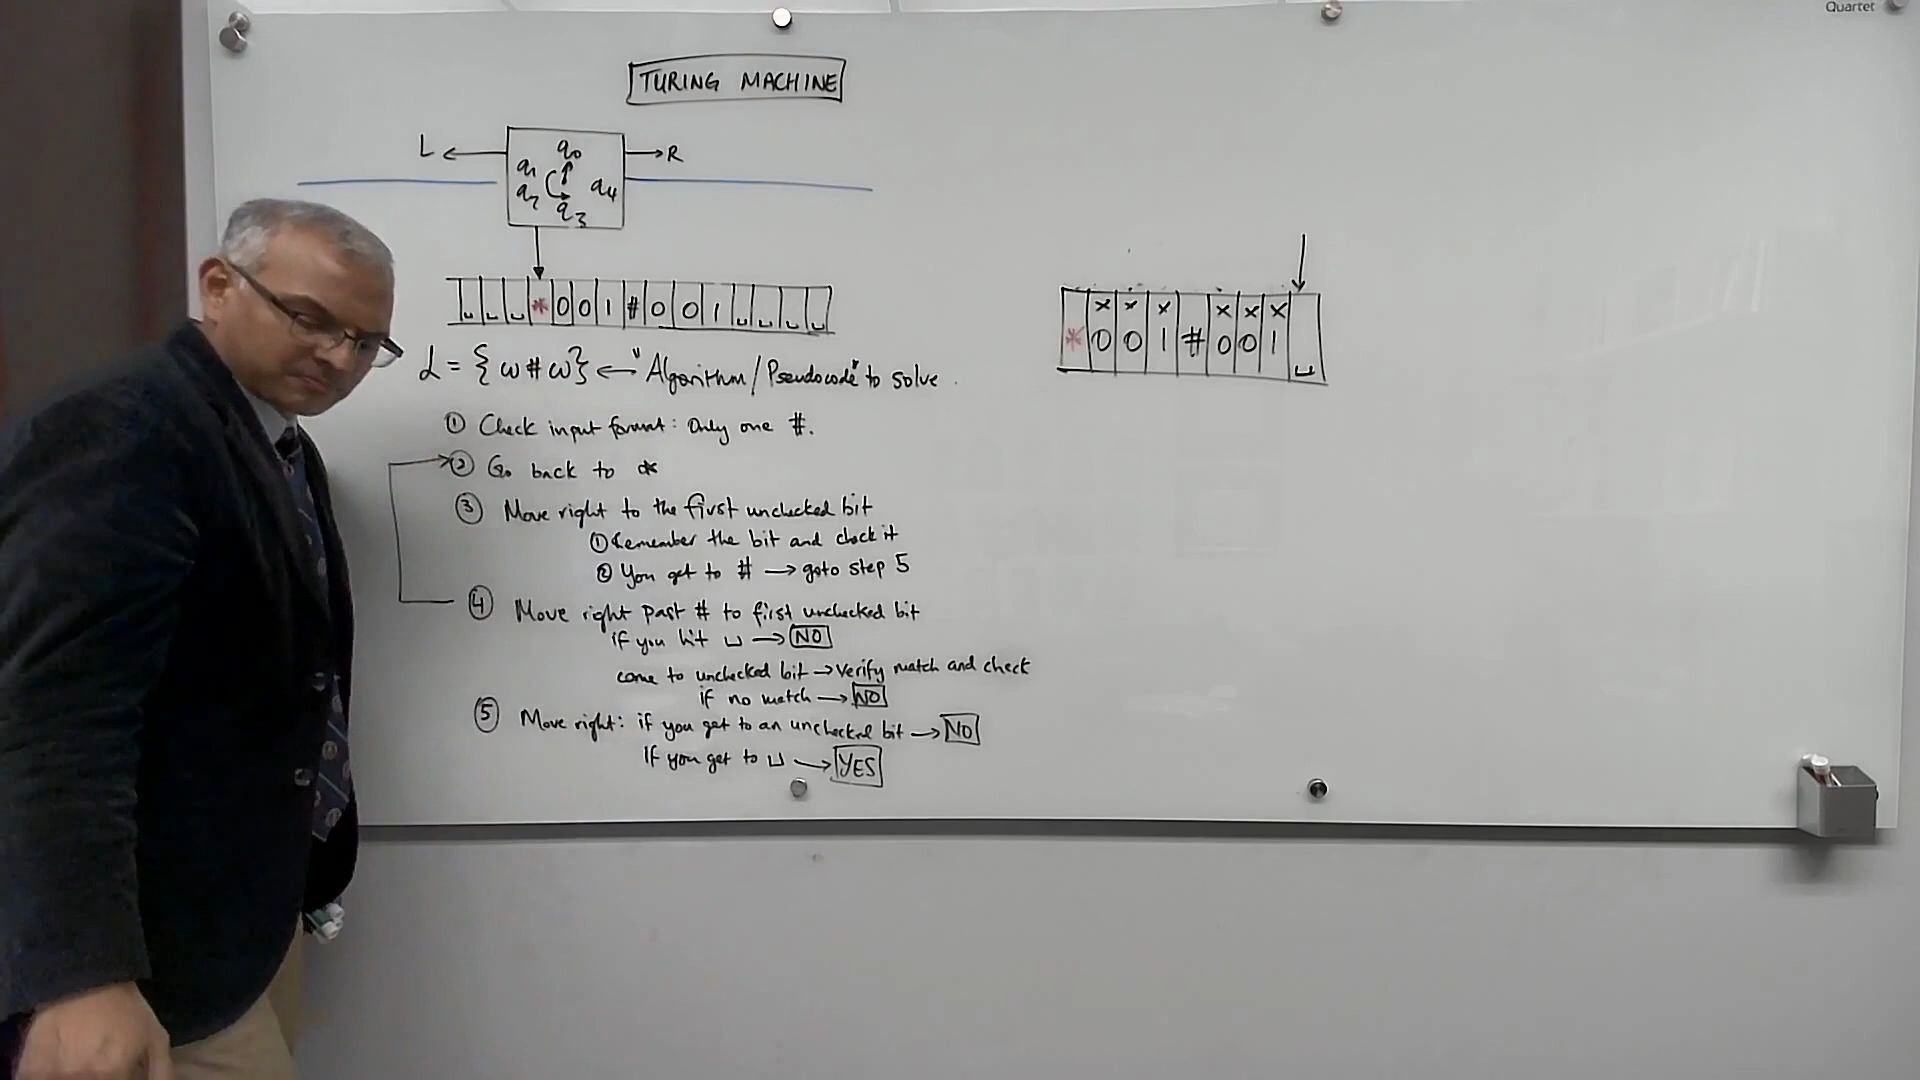 Quartet
TURING MACHINE
L ← → R
q0
q1
q2
q4
q3
␣ ␣ ␣ * 0 0 1 # 0 0 1 ␣ ␣ ␣ ␣
x x x x x x
* 0 0 1 # 0 0 1 ␣
L = {ω#ω} ← "Algorithm/Pseudocode" to solve.
① Check input format: Only one #.
② Go back to *
③ Move right to the first unchecked bit
① Remember the bit and check it
② You get to # → goto step 5
④ Move right past # to first unchecked bit
if you hit ␣ → NO
come to unchecked bit → Verify match and check
if no match → NO
⑤ Move right: if you get to an unchecked bit → NO
If you get to ␣ → YES